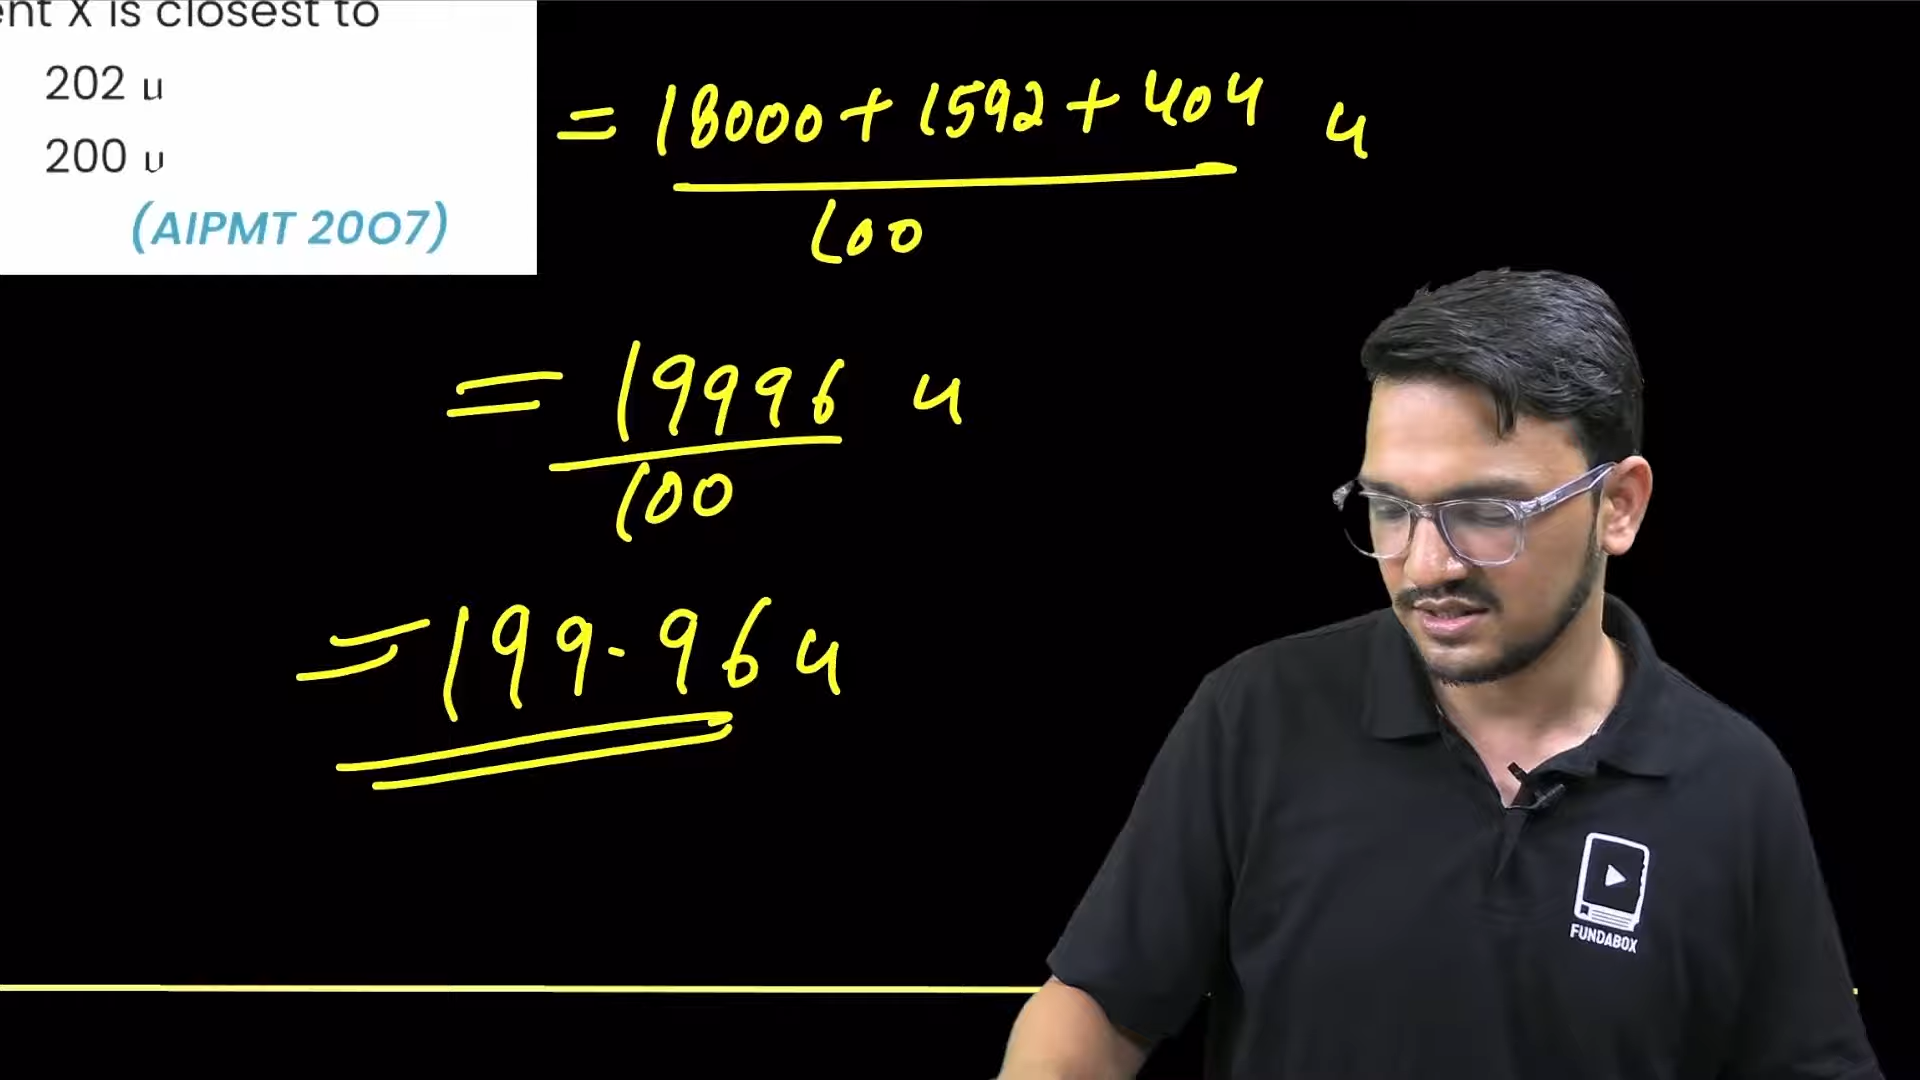 ent X is closest to
202 u
200 u
(AIPMT 2007)
= 18000 + 1592 + 404 u
100
= 19996 u
100
= 199.96 u
FUNDABOX